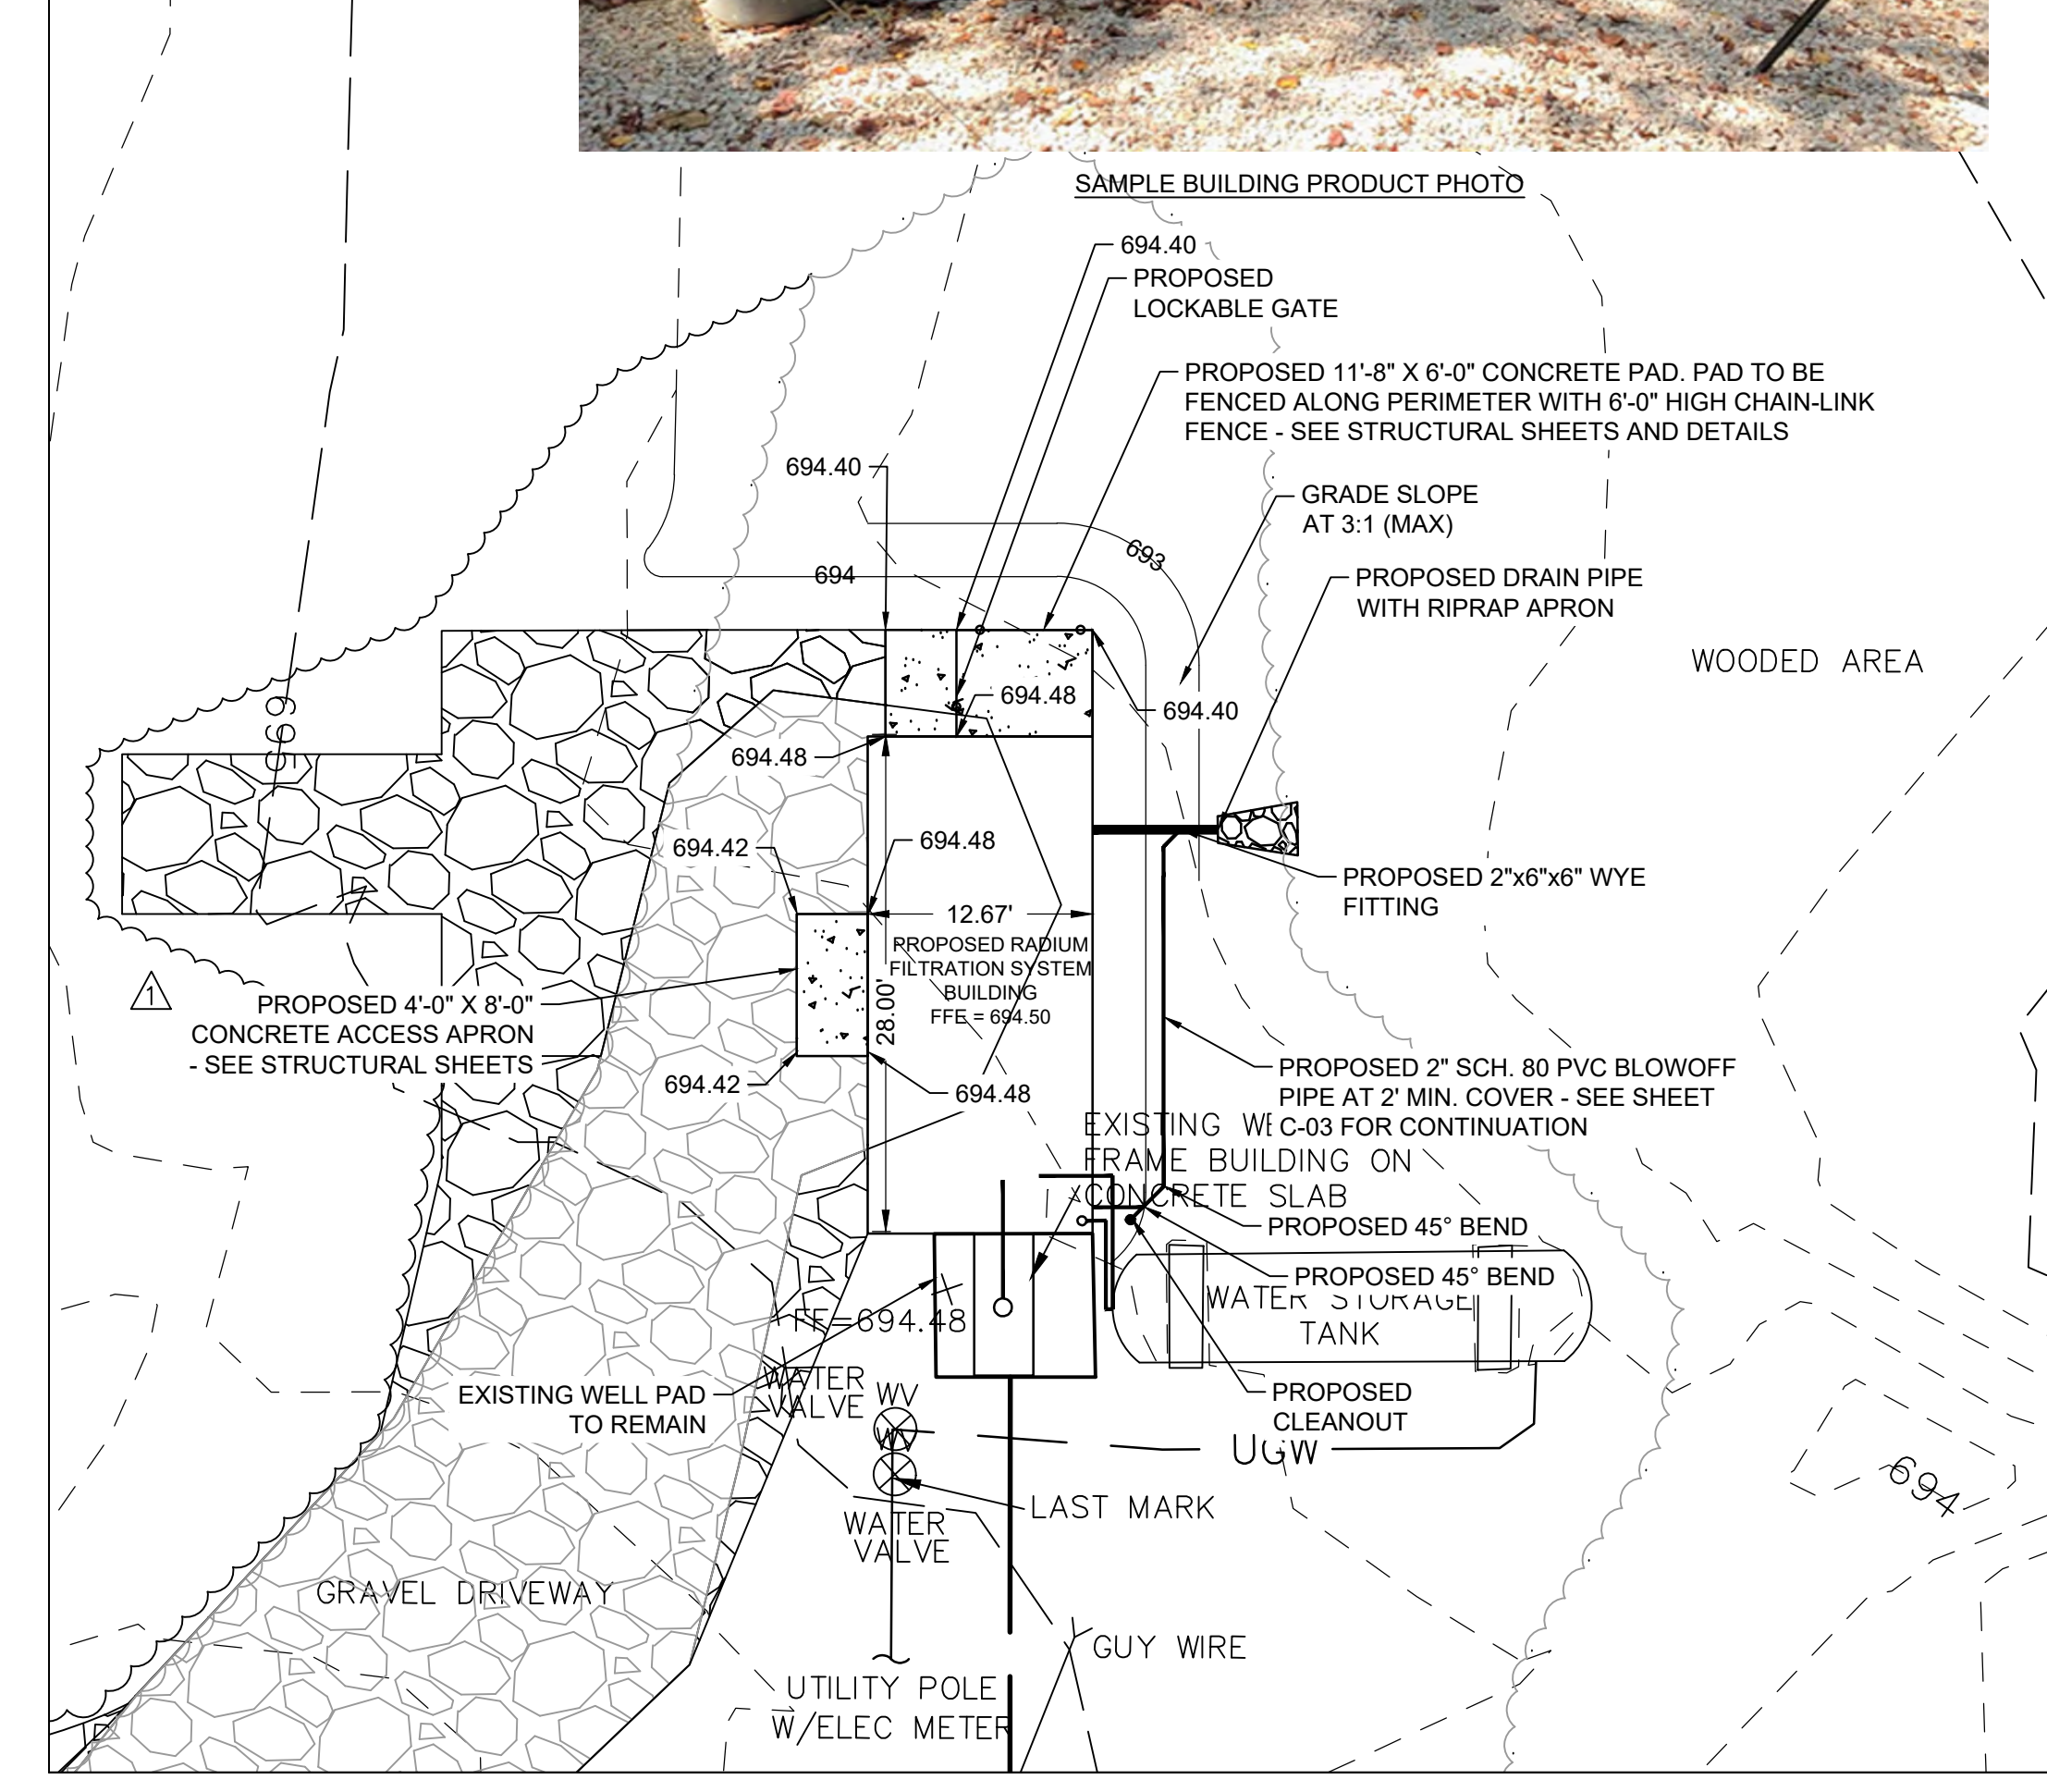 SAMPLE BUILDING PRODUCT PHOTO
694.40
PROPOSED
LOCKABLE GATE
PROPOSED 11'-8" X 6'-0" CONCRETE PAD. PAD TO BE
FENCED ALONG PERIMETER WITH 6'-0" HIGH CHAIN-LINK
FENCE - SEE STRUCTURAL SHEETS AND DETAILS
694.40
GRADE SLOPE
AT 3:1 (MAX)
693
694
PROPOSED DRAIN PIPE
WITH RIPRAP APRON
WOODED AREA
694.48
694.40
695
694.48
694.42
694.48
PROPOSED 2"x6"x6" WYE
FITTING
12.67'
PROPOSED RADIUM
FILTRATION SYSTEM
BUILDING
FFE = 694.50
28.00'
1
PROPOSED 4'-0" X 8'-0"
CONCRETE ACCESS APRON
- SEE STRUCTURAL SHEETS
694.42
694.48
PROPOSED 2" SCH. 80 PVC BLOWOFF
PIPE AT 2' MIN. COVER - SEE SHEET
C-03 FOR CONTINUATION
EXISTING
FRAME BUILDING ON
CONCRETE SLAB
PROPOSED 45° BEND
PROPOSED 45° BEND
WATER STORAGE
TANK
FF=694.48
EXISTING WELL PAD
TO REMAIN
WATER
VALVE
WV
WV
PROPOSED
CLEANOUT
UGW
694
LAST MARK
WATER
VALVE
GRAVEL DRIVEWAY
GUY WIRE
UTILITY POLE
W/ELEC METER